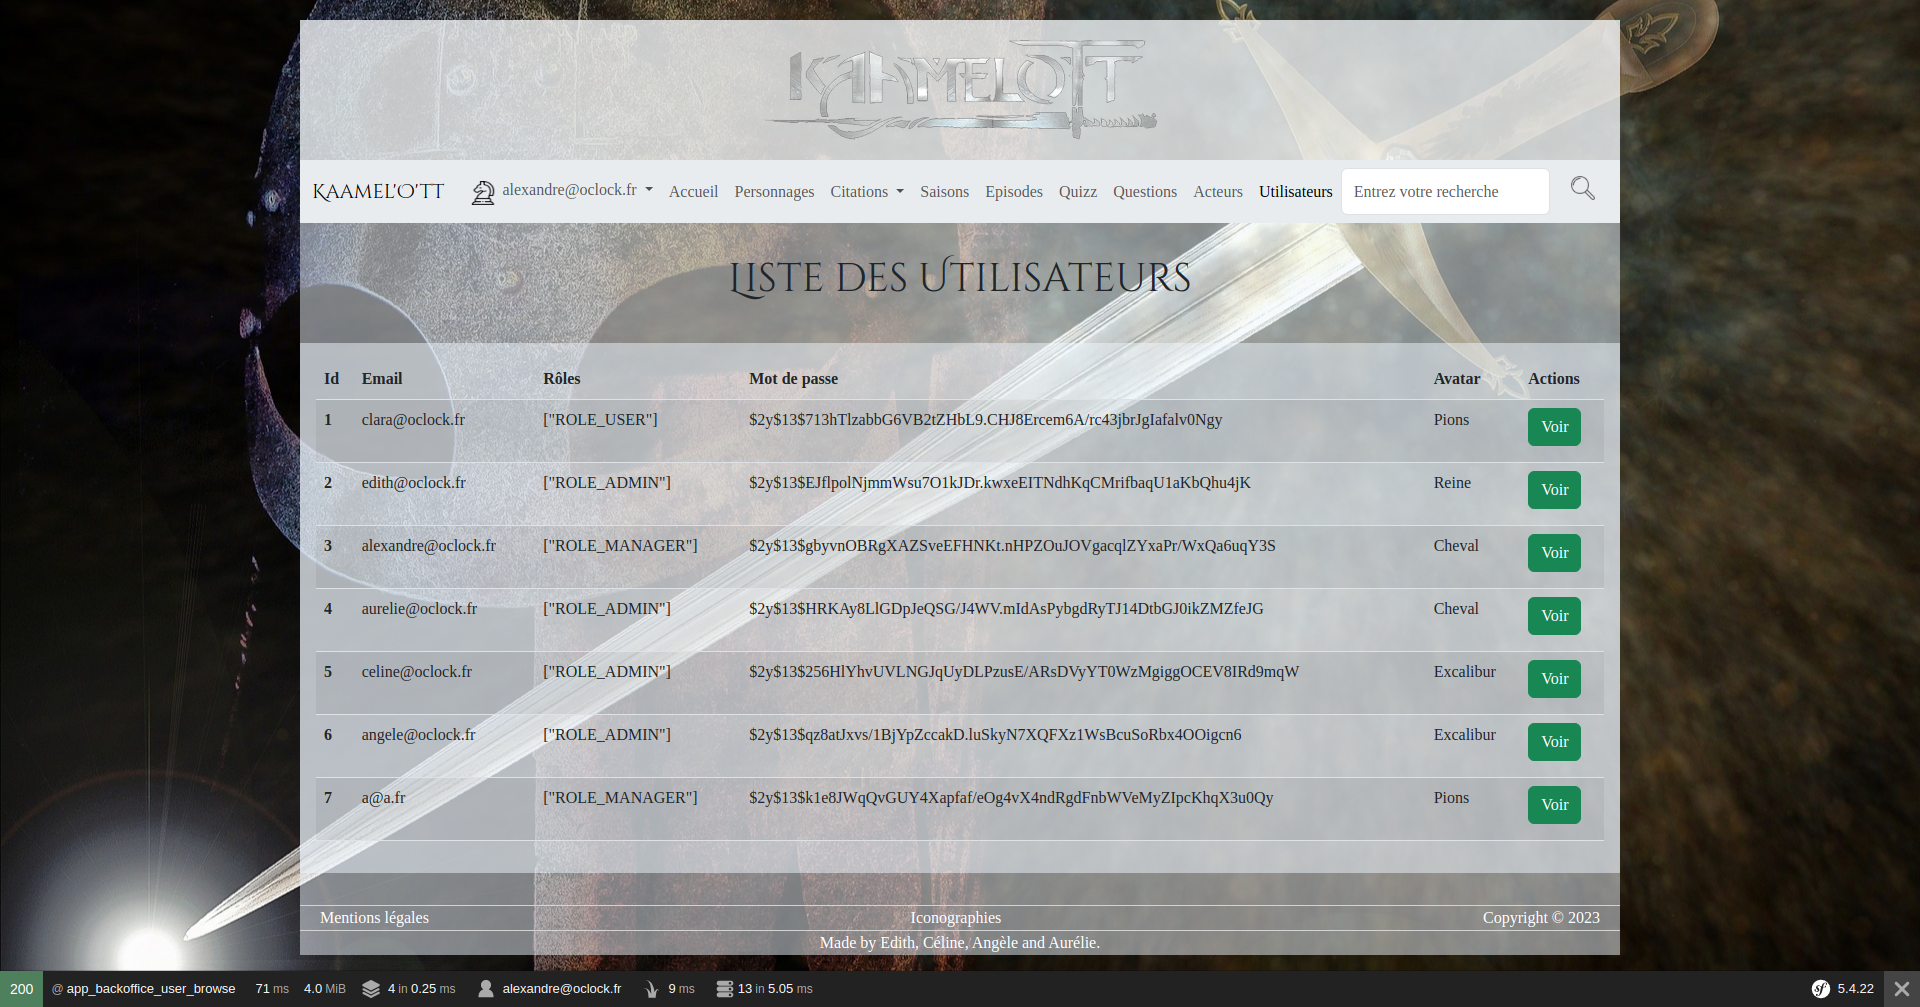 KAAMELOTT
KAAMEL'O'TT alexandre@oclock.fr Accueil Personnages Citations Saisons Episodes Quizz Questions Acteurs Utilisateurs Entrez votre recherche
Liste des Utilisateurs
Id Email Rôles Mot de passe Avatar Actions
1 clara@oclock.fr ["ROLE_USER"] $2y$13$713hTlzabbG6VB2tZHbL9.CHJ8Ercem6A/rc43jbrJgIafalv0Ngy Pions Voir
2 edith@oclock.fr ["ROLE_ADMIN"] $2y$13$EJflpolNjmmWsu7O1kJDr.kwxeEITNdhKqCMrifbaqU1aKbQhu4jK Reine Voir
3 alexandre@oclock.fr ["ROLE_MANAGER"] $2y$13$gbyvnOBRgXAZSveEFHNKt.nHPZOuJOVgacqlZYxaPr/WxQa6uqY3S Cheval Voir
4 aurelie@oclock.fr ["ROLE_ADMIN"] $2y$13$HRKAy8LlGDpJeQSG/J4WV.mIdAsPybgdRyTJ14DtbGJ0ikZMZfeJG Cheval Voir
5 celine@oclock.fr ["ROLE_ADMIN"] $2y$13$256HlYhvUVLNGJqUyDLPzusE/ARsDVyYT0WzMgiggOCEV8IRd9mqW Excalibur Voir
6 angele@oclock.fr ["ROLE_ADMIN"] $2y$13$qz8atJxvs/1BjYpZccakD.luSkyN7XQFXz1WsBcuSoRbx4OOigcn6 Excalibur Voir
7 a@a.fr ["ROLE_MANAGER"] $2y$13$k1e8JWqQvGUY4Xapfaf/eOg4vX4ndRgdFnbWVeMyZIpcKhqX3u0Qy Pions Voir
Mentions légales Iconographies Copyright © 2023
Made by Edith, Céline, Angèle and Aurélie.
200 @ app_backoffice_user_browse 71 ms 4.0 MiB 4 in 0.25 ms alexandre@oclock.fr 9 ms 13 in 5.05 ms sf 5.4.22